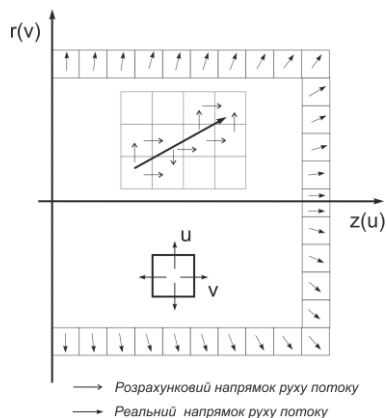 r(v)
z(u)
u
v
Розрахунковий напрямок руху потоку
Реальний напрямок руху потоку